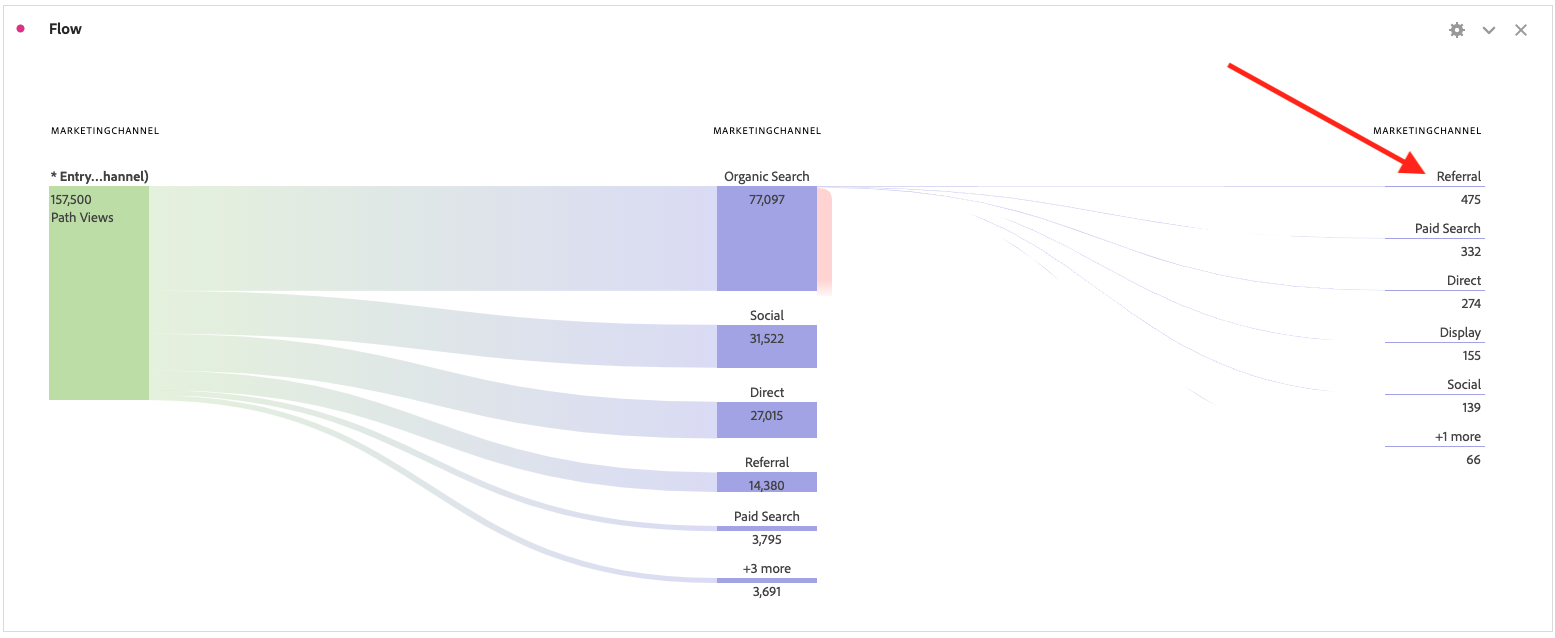 Flow
MARKETINGCHANNEL
MARKETINGCHANNEL
MARKETINGCHANNEL
* Entry...hannel)
157,500
Path Views
Organic Search
77,097
Social
31,522
Direct
27,015
Referral
14,380
Paid Search
3,795
+3 more
3,691
Referral
475
Paid Search
332
Direct
274
Display
155
Social
139
+1 more
66